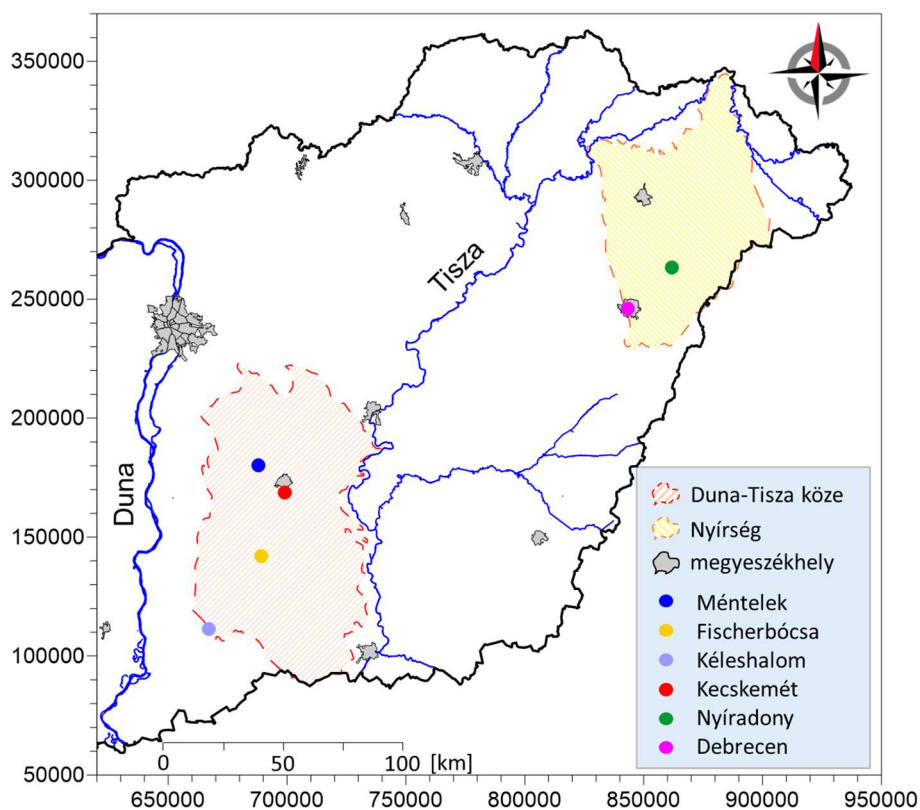 350000
300000
250000
200000
150000
100000
50000
Tisza
Duna
Duna-Tisza köze
Nyírség
megyeszékhely
Méntelek
Fischerbócsa
Kéleshalom
Kecskemét
Nyíradony
Debrecen
0 50 100 [km]
650000 700000 750000 800000 850000 900000 950000